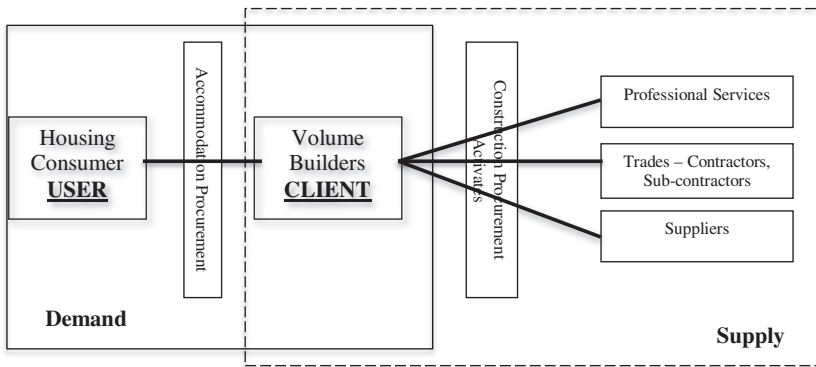 Housing
Consumer
USER
Accommodation Procurement
Volume
Builders
CLIENT
Construction Procurement
Activates
Professional Services
Trades – Contractors,
Sub-contractors
Suppliers
Demand
Supply